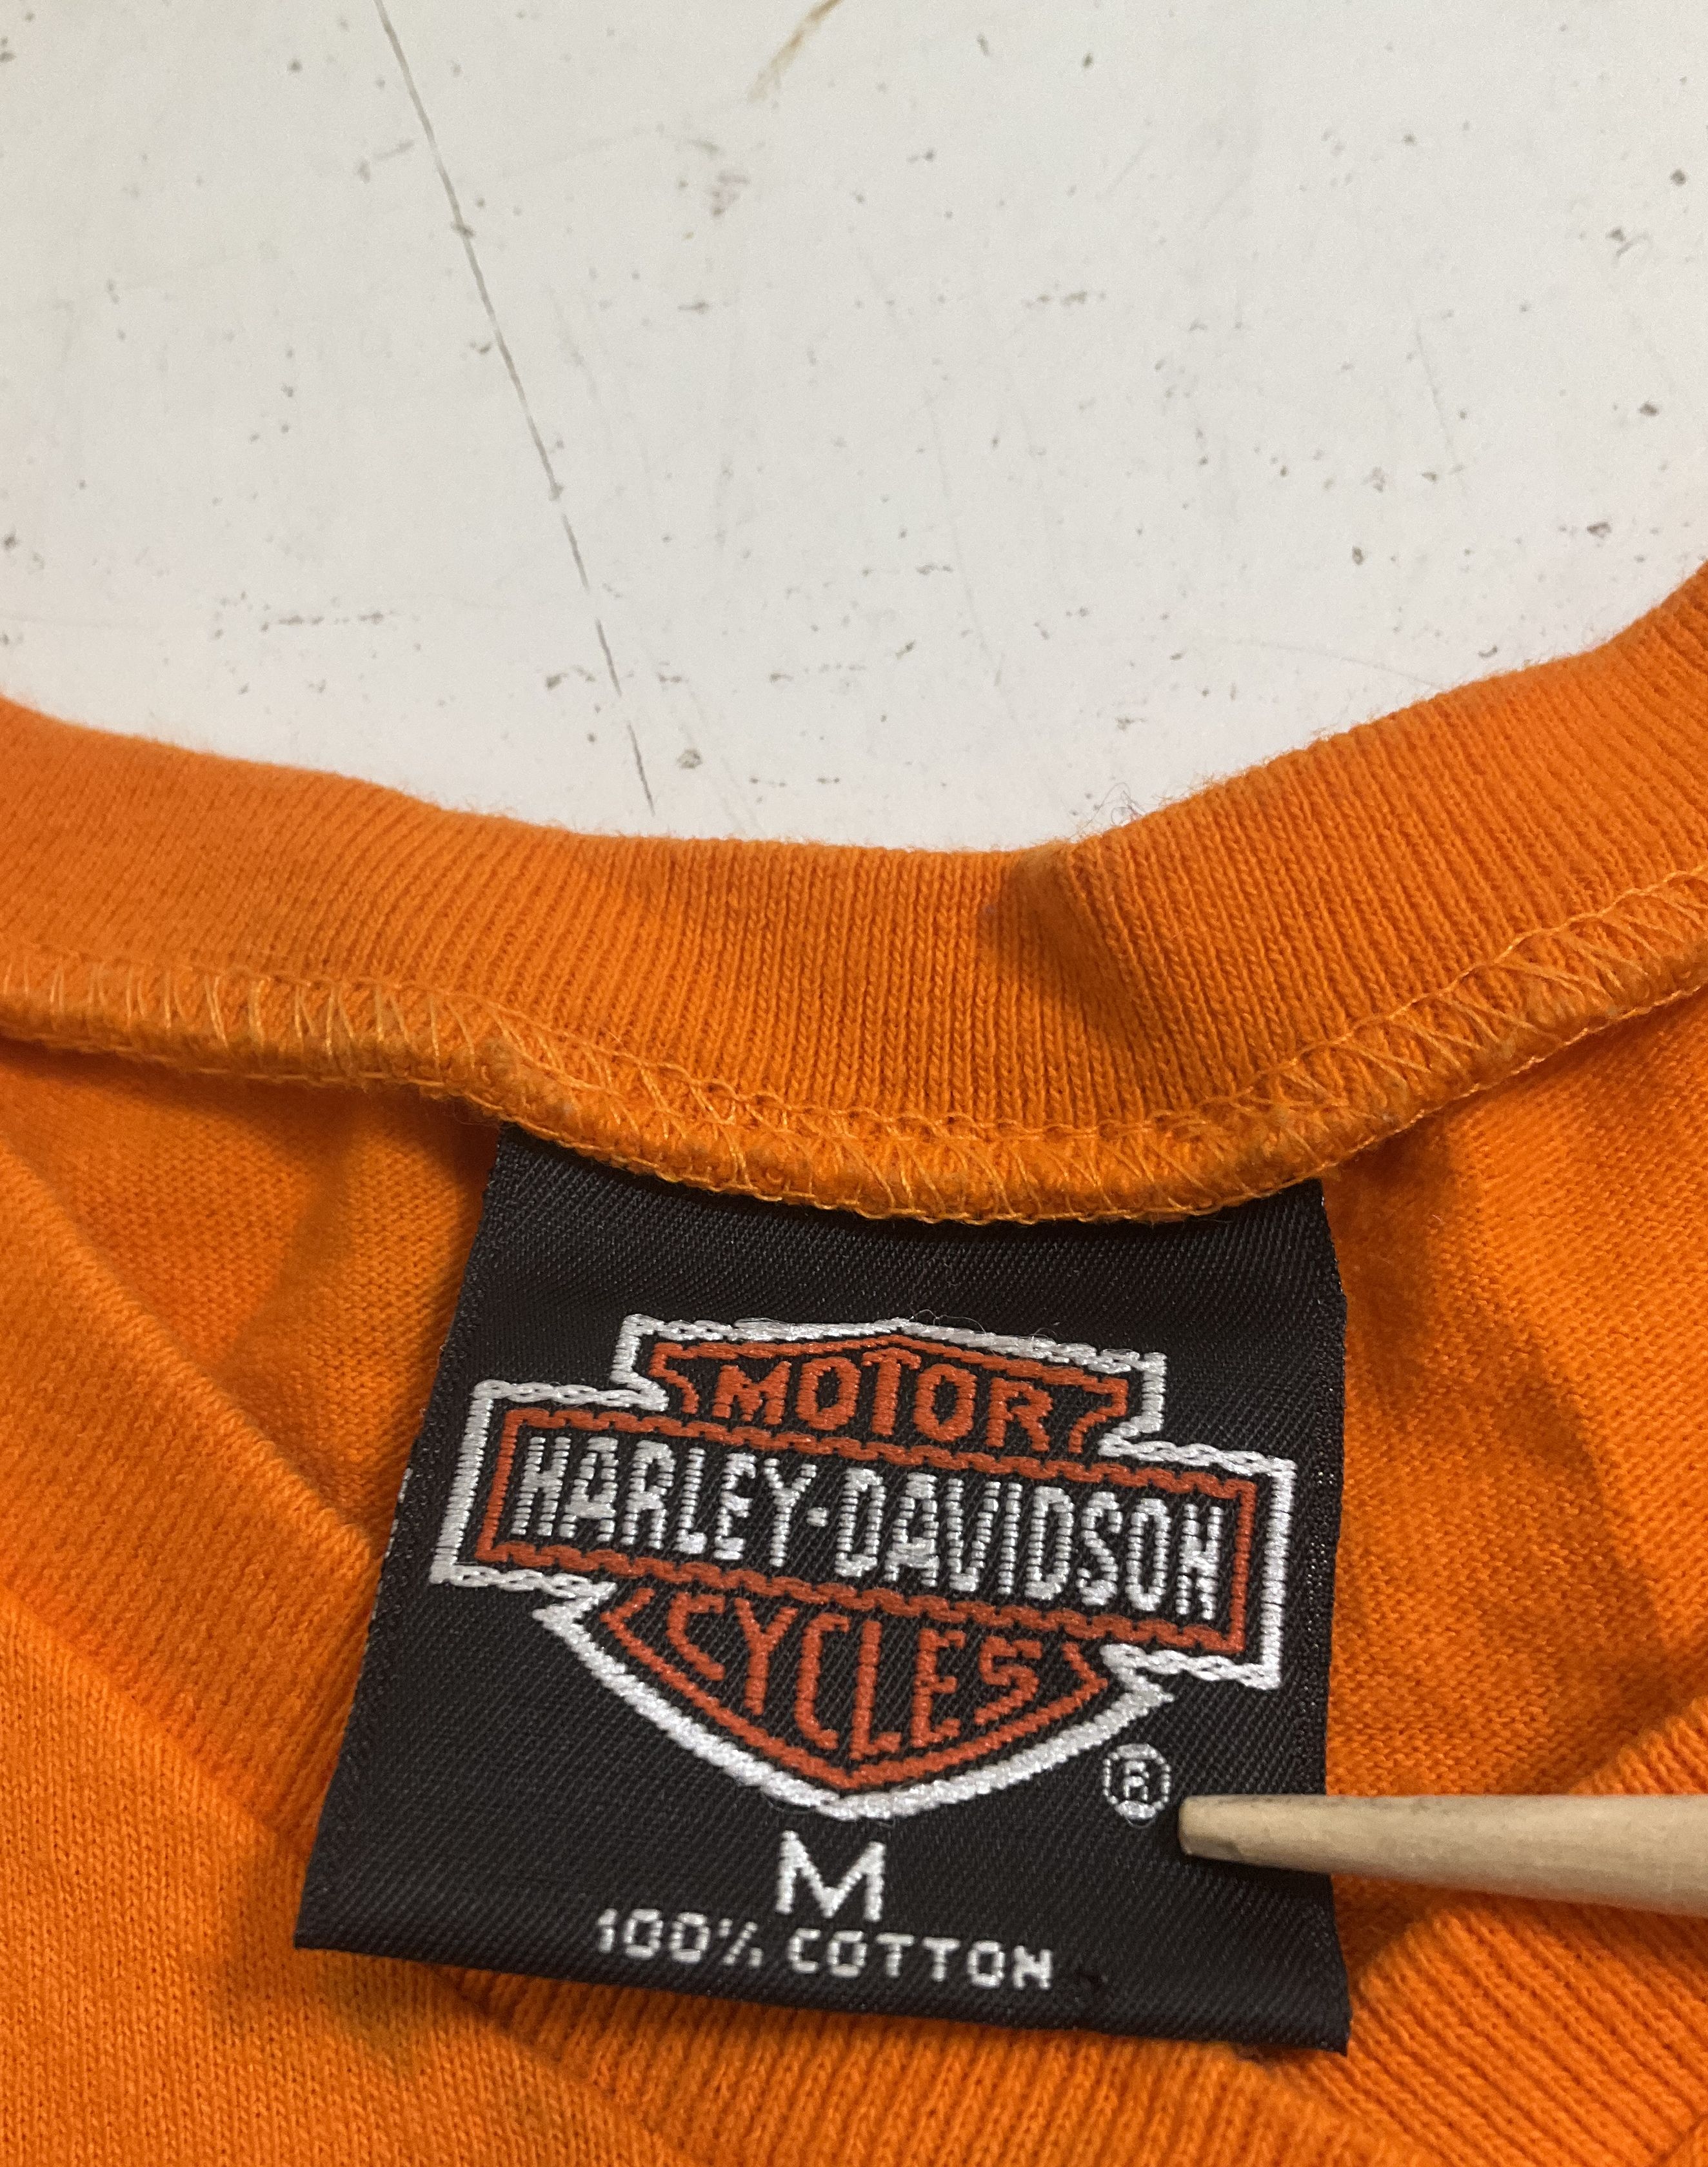 MOTOR
HARLEY-DAVIDSON
CYCLES
®
M
100% COTTON